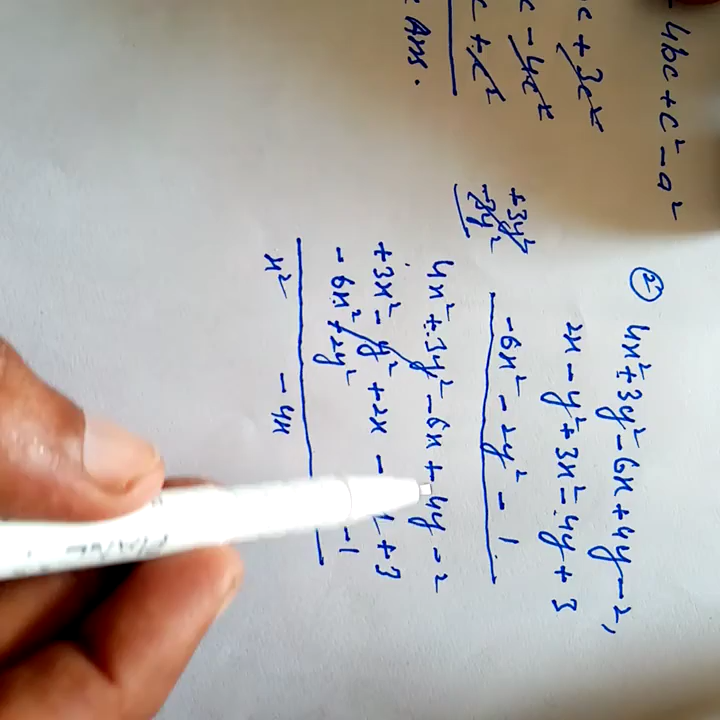 - 4bc + c² - a²
c + 3c²
c - 4c²
c + c²
Ans.
② 4x² + 3y² - 6x + 4y - 2,
2x - y² + 3x² - 4y + 3
- 6x² - 2y² - 1
+3y²
-3y²
4x² + 3y² - 6x + 4y - 2
+3x² - y² + 2x - + 3
- 6x² + 2y² - 1
x² - 4x